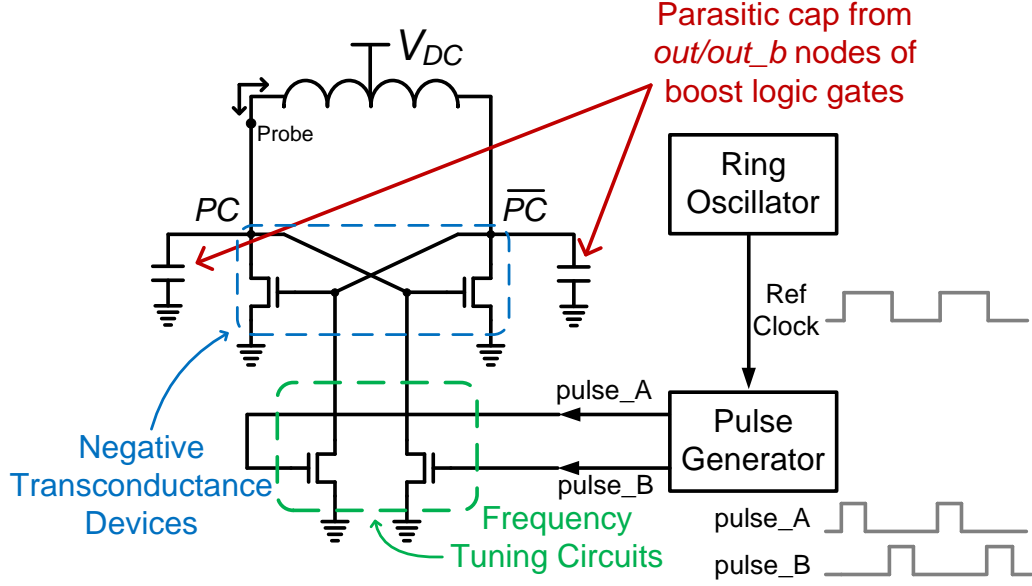 Parasitic cap from
out/out_b nodes of
boost logic gates
V_DC
Probe
PC
P̅C̅
Ring
Oscillator
Ref
Clock
pulse_A
Pulse
Generator
pulse_B
Negative
Transconductance
Devices
Frequency
Tuning Circuits
pulse_A
pulse_B